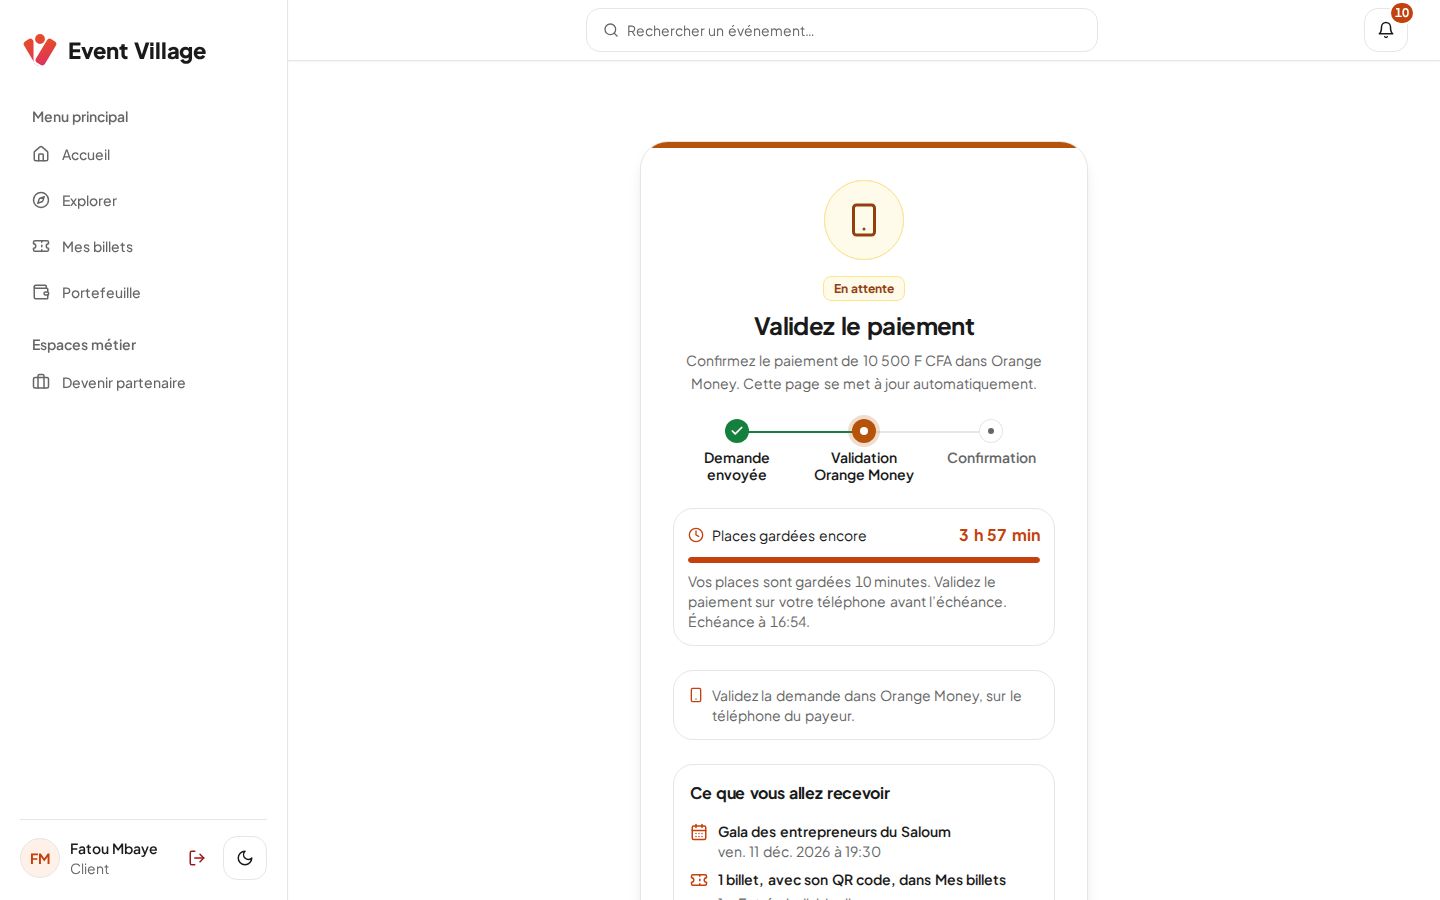 Event Village
Rechercher un événement...
10
Menu principal
Accueil
Explorer
Mes billets
Portefeuille
Espaces métier
Devenir partenaire
FM
Fatou Mbaye
Client
En attente
Validez le paiement
Confirmez le paiement de 10 500 F CFA dans Orange
Money. Cette page se met à jour automatiquement.
Demande
envoyée
Validation
Orange Money
Confirmation
Places gardées encore
3 h 57 min
Vos places sont gardées 10 minutes. Validez le
paiement sur votre téléphone avant l'échéance.
Échéance à 16:54.
Validez la demande dans Orange Money, sur le
téléphone du payeur.
Ce que vous allez recevoir
Gala des entrepreneurs du Saloum
ven. 11 déc. 2026 à 19:30
1 billet, avec son QR code, dans Mes billets